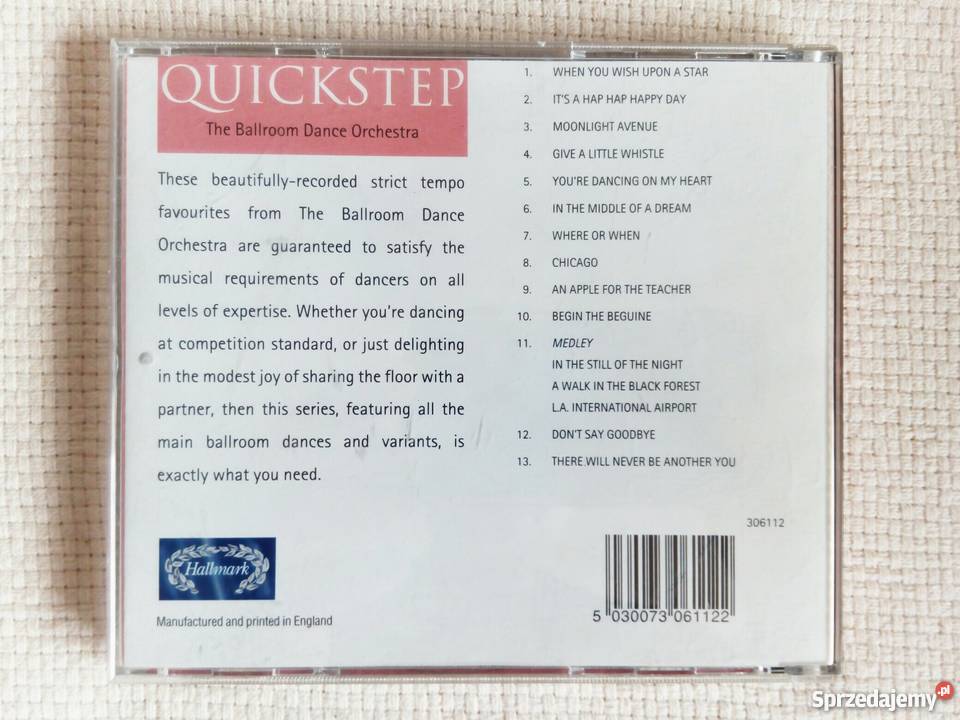 QUICKSTEP
The Ballroom Dance Orchestra
These beautifully-recorded strict tempo
favourites from The Ballroom Dance
Orchestra are guaranteed to satisfy the
musical requirements of dancers on all
levels of expertise. Whether you're dancing
at competition standard, or just delighting
in the modest joy of sharing the floor with a
partner, then this series, featuring all the
main ballroom dances and variants, is
exactly what you need.
1. WHEN YOU WISH UPON A STAR
2. IT'S A HAP HAP HAPPY DAY
3. MOONLIGHT AVENUE
4. GIVE A LITTLE WHISTLE
5. YOU'RE DANCING ON MY HEART
6. IN THE MIDDLE OF A DREAM
7. WHERE OR WHEN
8. CHICAGO
9. AN APPLE FOR THE TEACHER
10. BEGIN THE BEGUINE
11. MEDLEY
IN THE STILL OF THE NIGHT
A WALK IN THE BLACK FOREST
L.A. INTERNATIONAL AIRPORT
12. DON'T SAY GOODBYE
13. THERE WILL NEVER BE ANOTHER YOU
306112
5 030073 061122
Hallmark
Manufactured and printed in England
Sprzedajemy.pl